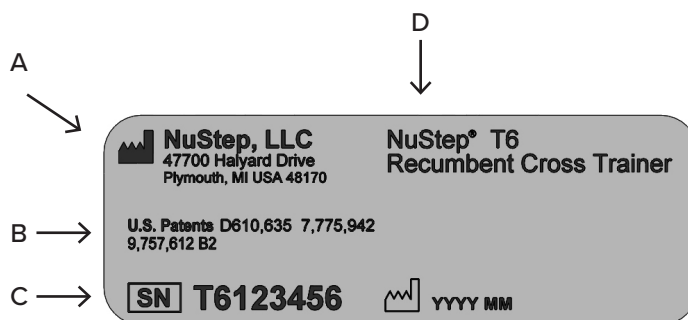 D
A
NuStep, LLC
47700 Halyard Drive
Plymouth, MI USA 48170
NuStep® T6
Recumbent Cross Trainer
B
U.S. Patents D610,635 7,775,942
9,757,612 B2
C
SN T6123456
YYYY MM